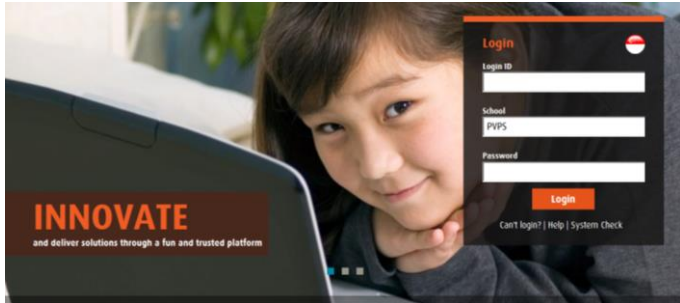 Login
Login ID
School
PVPS
Password
Login
Can't login? | Help | System Check
INNOVATE
and deliver solutions through a fun and trusted platform